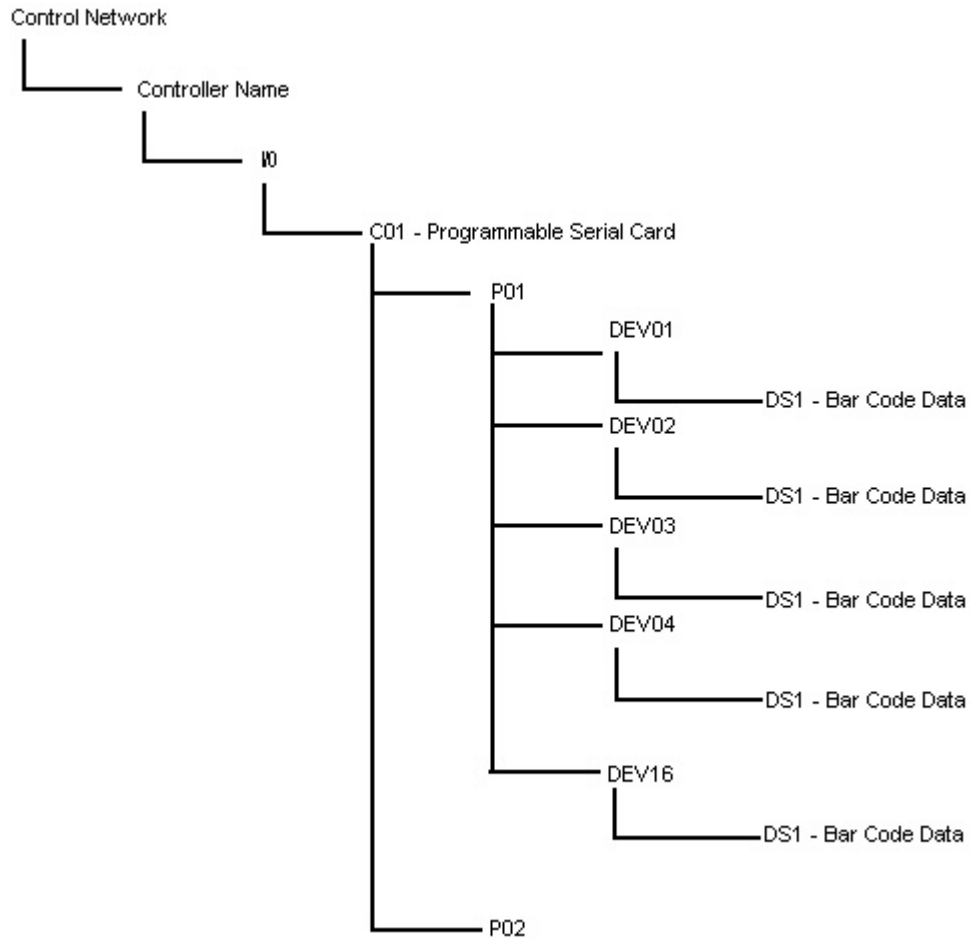 Control Network
Controller Name
I/O
C01 - Programmable Serial Card
P01
DEV01
DS1 - Bar Code Data
DEV02
DS1 - Bar Code Data
DEV03
DS1 - Bar Code Data
DEV04
DS1 - Bar Code Data
DEV16
DS1 - Bar Code Data
P02